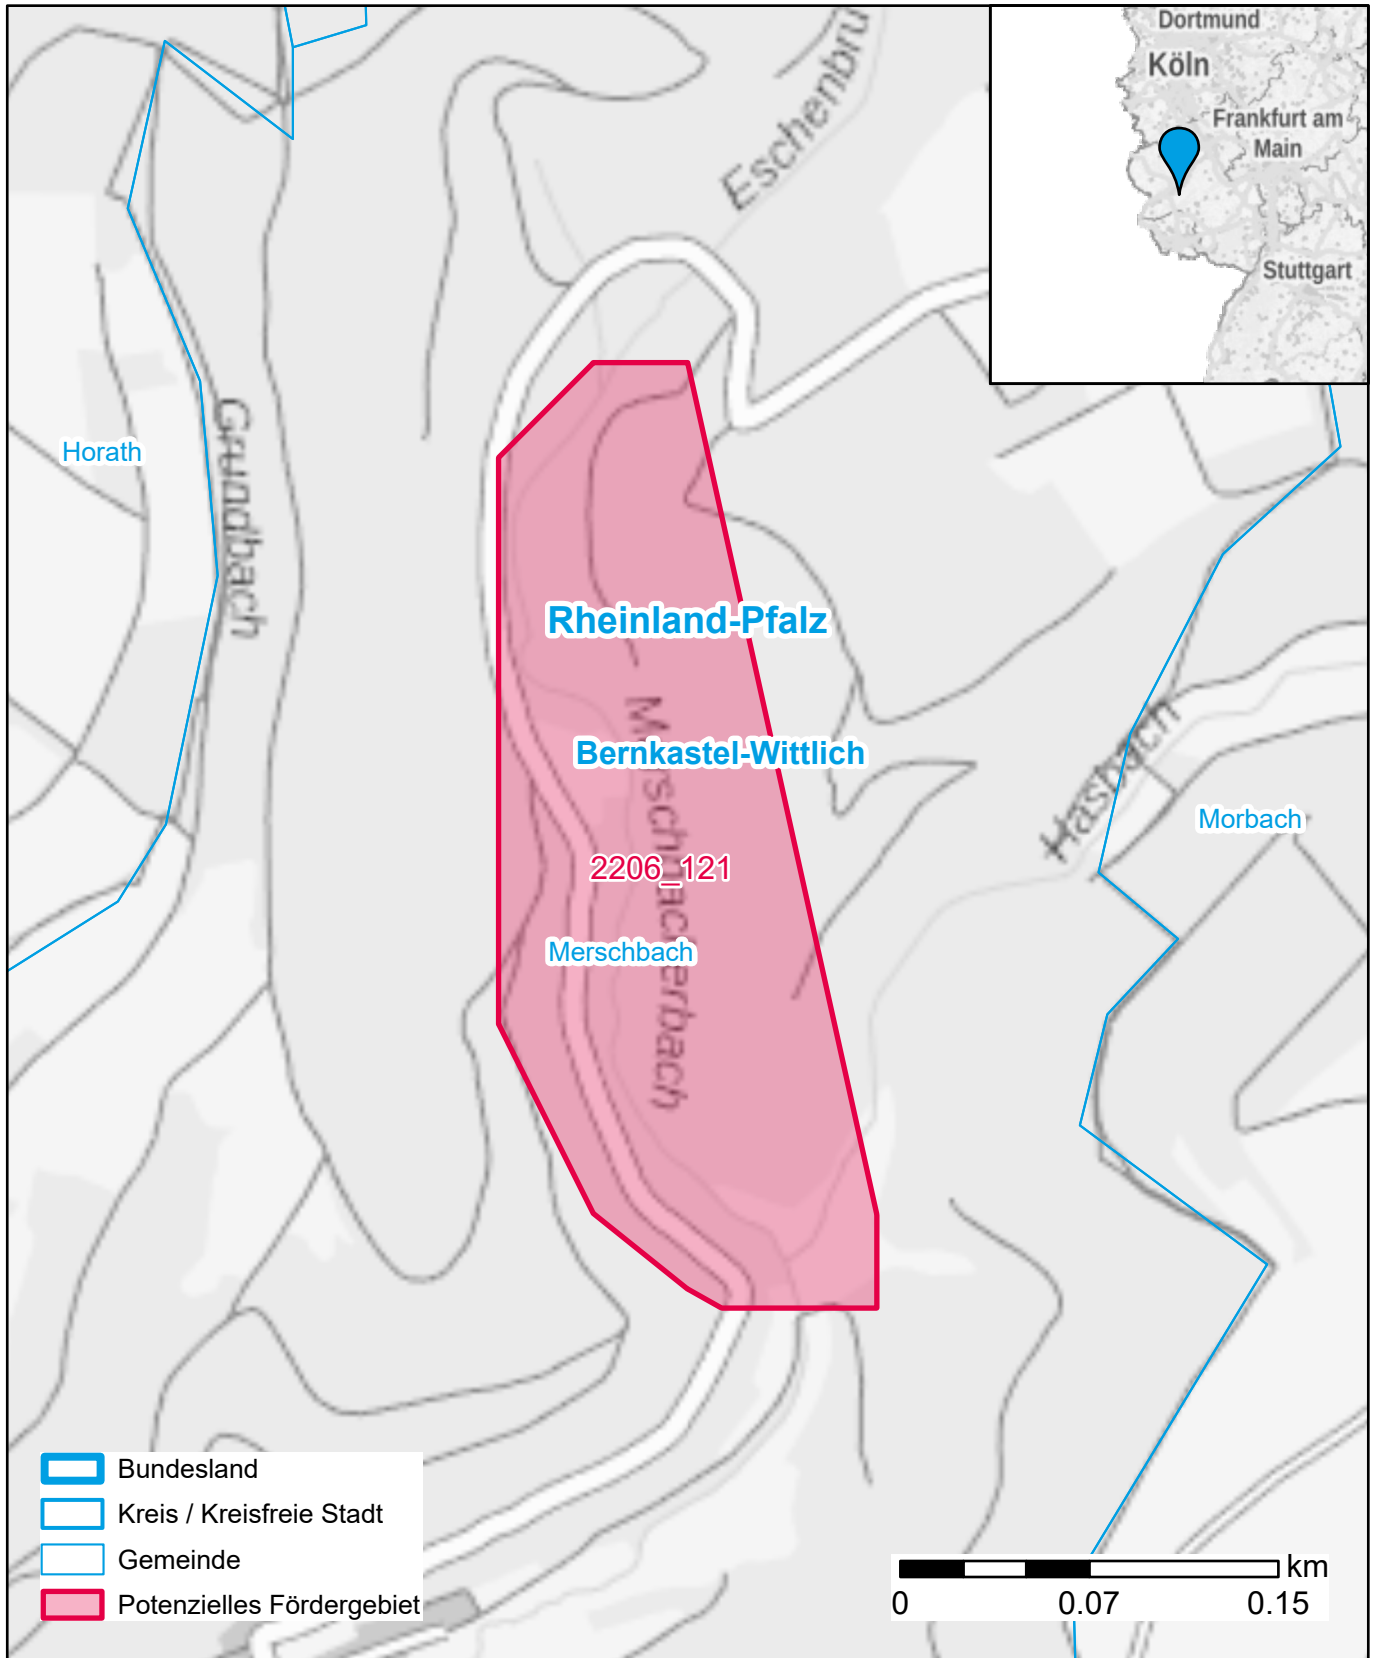 Dortmund
Köln
Frankfurt am
Main
Stuttgart
Eschenbru
Horath
Grundbach
Rheinland-Pfalz
Bernkastel-Wittlich
Hasbach
Morbach
2206_121
Merschbach
Bundesland
Kreis / Kreisfreie Stadt
Gemeinde
Potenzielles Fördergebiet
km
0 0.07 0.15